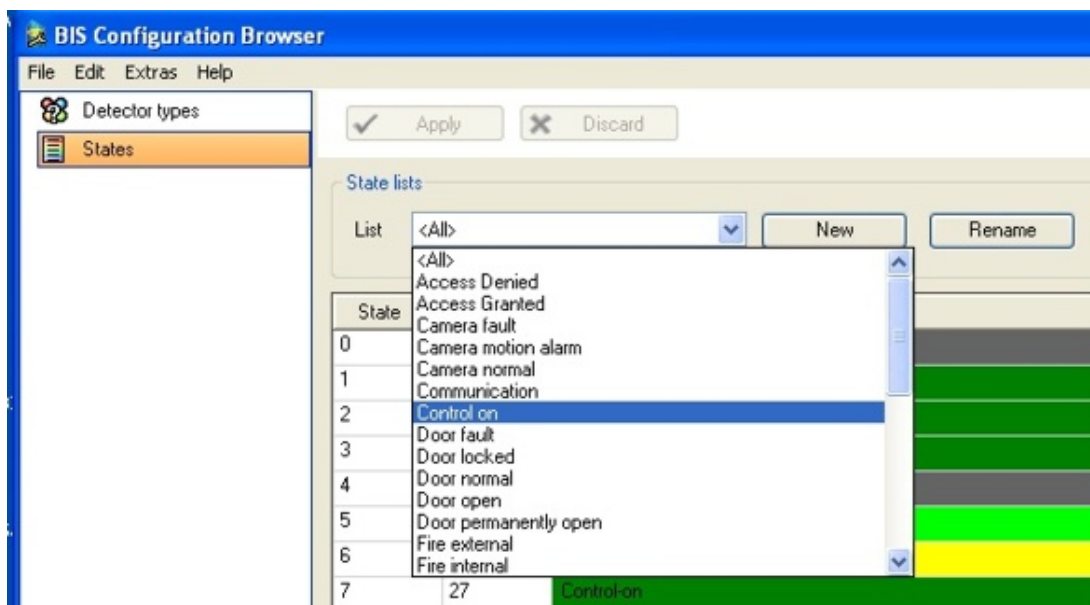 BIS Configuration Browser
File Edit Extras Help
Detector types
States
Apply Discard
State lists
List <All> New Rename
<All>
Access Denied
Access Granted
State
Camera fault
0
Camera motion alarm
Camera normal
1
Communication
2
Control on
Door fault
3
Door locked
Door normal
4
Door open
5
Door permanently open
Fire external
6
Fire internal
7 27 Control-on